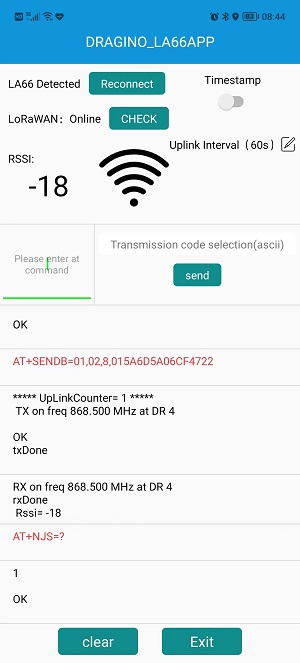 08:44
DRAGINO_LA66APP
LA66 Detected
Reconnect
Timestamp
LoRaWAN: Online
CHECK
Uplink Interval (60s)
RSSI:
-18
Please enter at
command
Transmission code selection(ascii)
send
OK
AT+SENDB=01,02,8,015A6D5A06CF4722
***** UpLinkCounter= 1 *****
TX on freq 868.500 MHz at DR 4
OK
txDone
RX on freq 868.500 MHz at DR 4
rxDone
Rssi= -18
AT+NJS=?
1
OK
clear
Exit